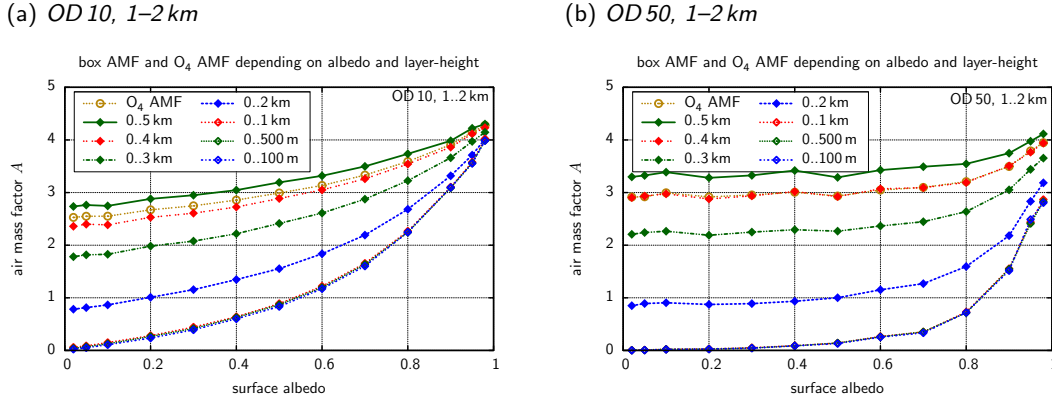 (a) OD 10, 1–2 km
box AMF and O₄ AMF depending on albedo and layer-height
OD 10, 1..2 km
O₄ AMF
0..5 km
0..4 km
0..3 km
0..2 km
0..1 km
0..500 m
0..100 m
air mass factor A
5
4
3
2
1
0
0 0.2 0.4 0.6 0.8 1
surface albedo
(b) OD 50, 1–2 km
box AMF and O₄ AMF depending on albedo and layer-height
OD 50, 1..2 km
O₄ AMF
0..5 km
0..4 km
0..3 km
0..2 km
0..1 km
0..500 m
0..100 m
air mass factor A
5
4
3
2
1
0
0 0.2 0.4 0.6 0.8 1
surface albedo